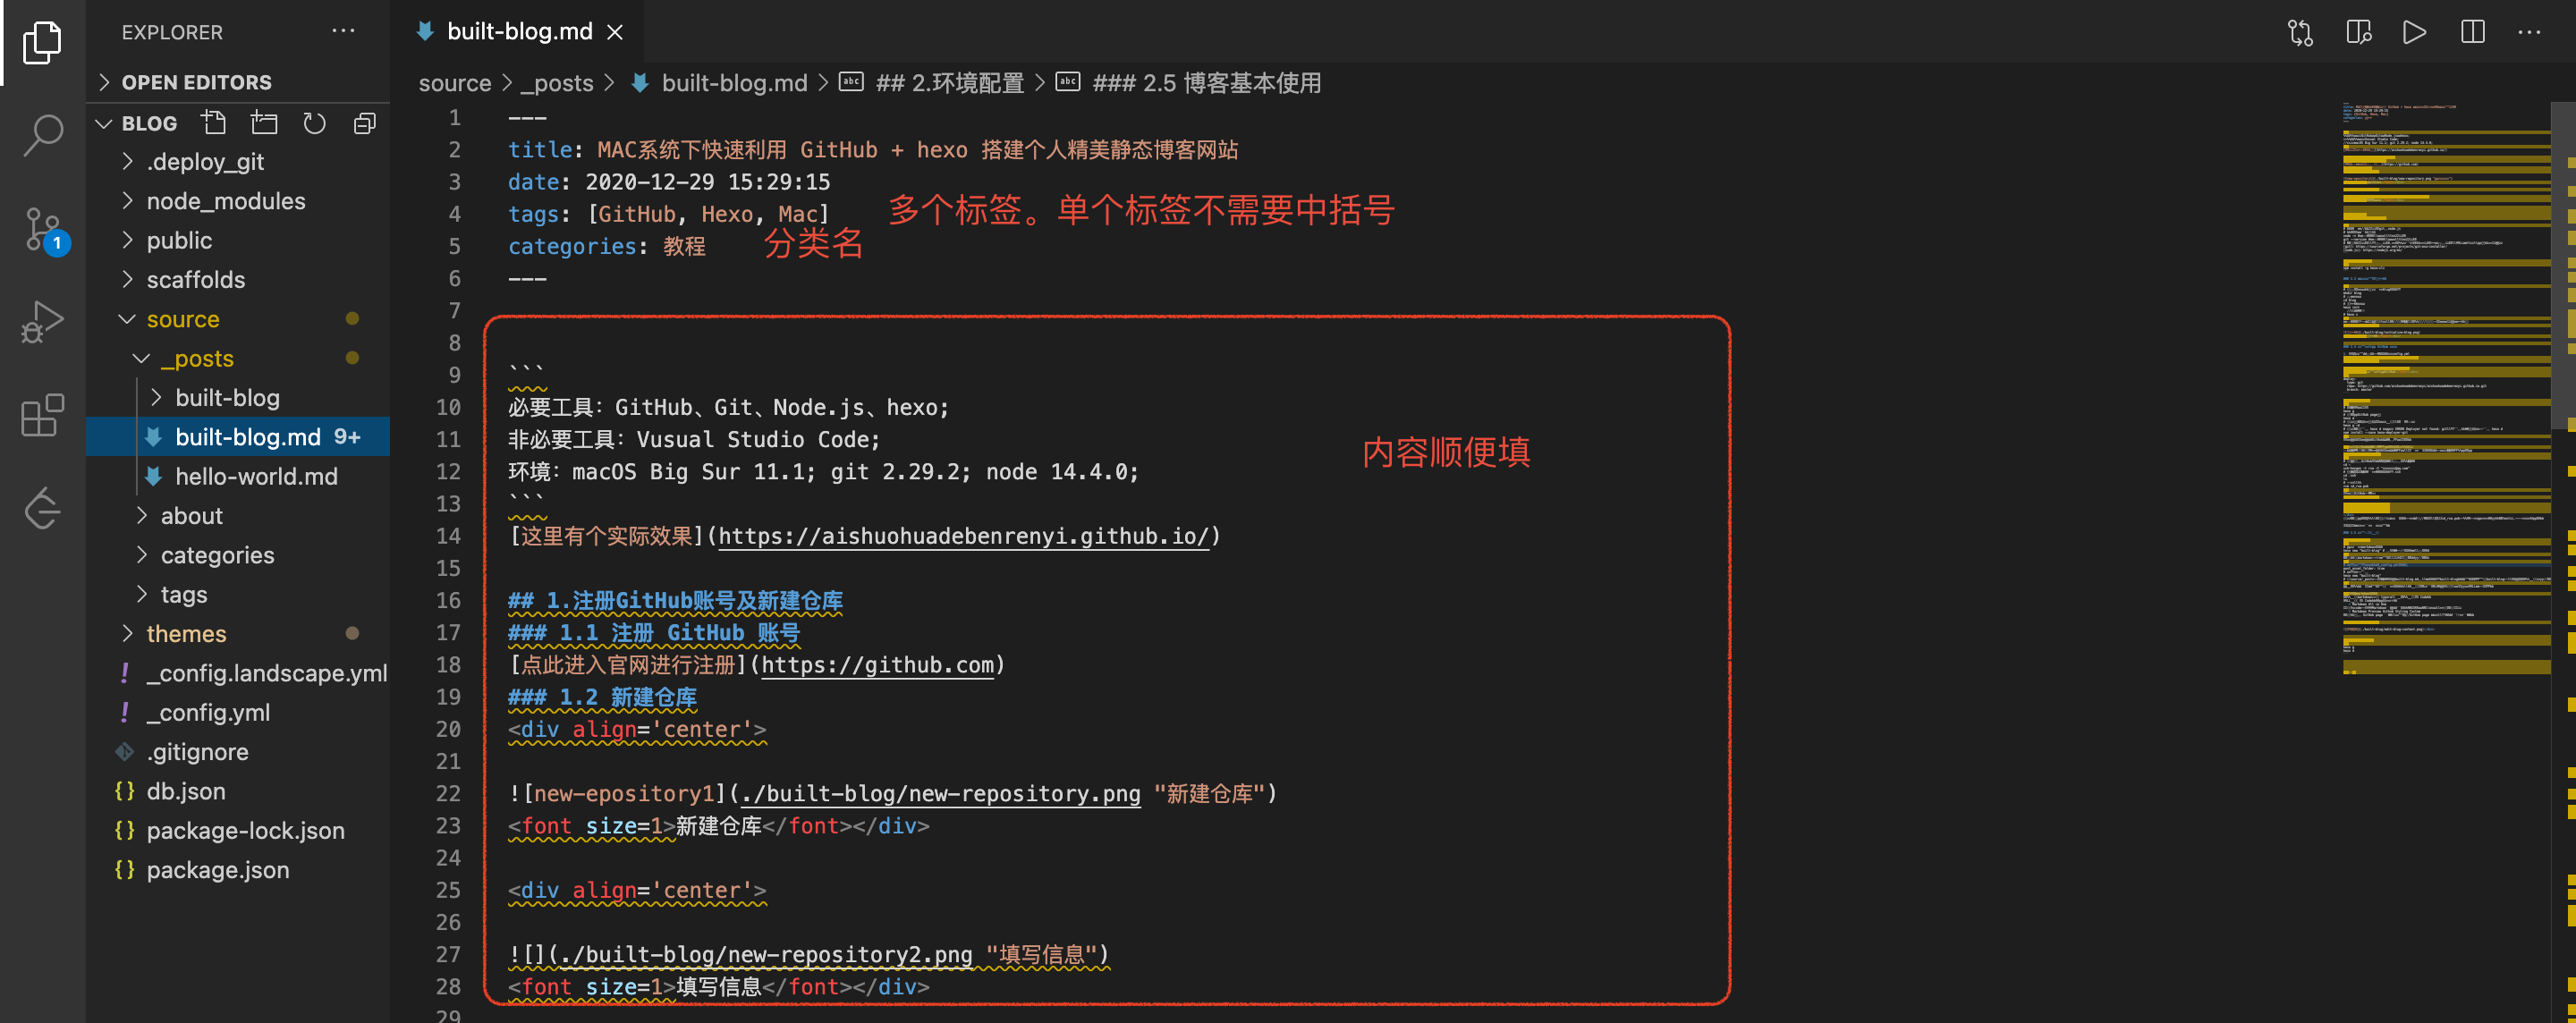 EXPLORER ···
OPEN EDITORS
BLOG
.deploy_git
node_modules
public
scaffolds
source
_posts
built-blog
built-blog.md 9+
hello-world.md
about
categories
tags
themes
! _config.landscape.yml
! _config.yml
.gitignore
{} db.json
{} package-lock.json
{} package.json
1
built-blog.md
source > _posts > built-blog.md > abc ## 2.环境配置 > abc ### 2.5 博客基本使用
1 ---
2 title: MAC系统下快速利用 GitHub + hexo 搭建个人精美静态博客网站
3 date: 2020-12-29 15:29:15
4 tags: [GitHub, Hexo, Mac] 多个标签。单个标签不需要中括号
5 categories: 教程 分类名
6 ---
7
8
9 ```
10 必要工具：GitHub、Git、Node.js、hexo;
11 非必要工具：Vusual Studio Code;
内容顺便填
12 环境：macOS Big Sur 11.1; git 2.29.2; node 14.4.0;
13 ```
14 [这里有个实际效果](https://aishuohuadebenrenyi.github.io/)
15
16 ## 1.注册GitHub账号及新建仓库
17 ### 1.1 注册 GitHub 账号
18 [点此进入官网进行注册](https://github.com)
19 ### 1.2 新建仓库
20 <div align='center'>
21
22 ![new-epository1](./built-blog/new-repository.png "新建仓库")
23 <font size=1>新建仓库</font></div>
24
25 <div align='center'>
26
27 ![](./built-blog/new-repository2.png "填写信息")
28 <font size=1>填写信息</font></div>
29